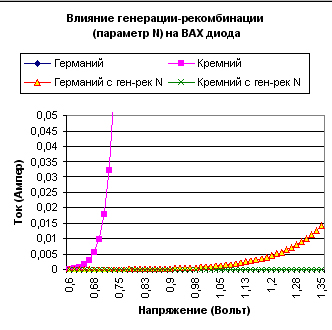 Влияние генерации-рекомбинации
(параметр N) на ВАХ диода
Германий
Кремний
Германий с ген-рек N
Кремний с ген-рек N
Ток (Ампер)
0,05
0,045
0,04
0,035
0,03
0,025
0,02
0,015
0,01
0,005
0
0,6
0,68
0,75
0,83
0,9
0,98
1,05
1,13
1,2
1,28
1,35
Напряжение (Вольт)